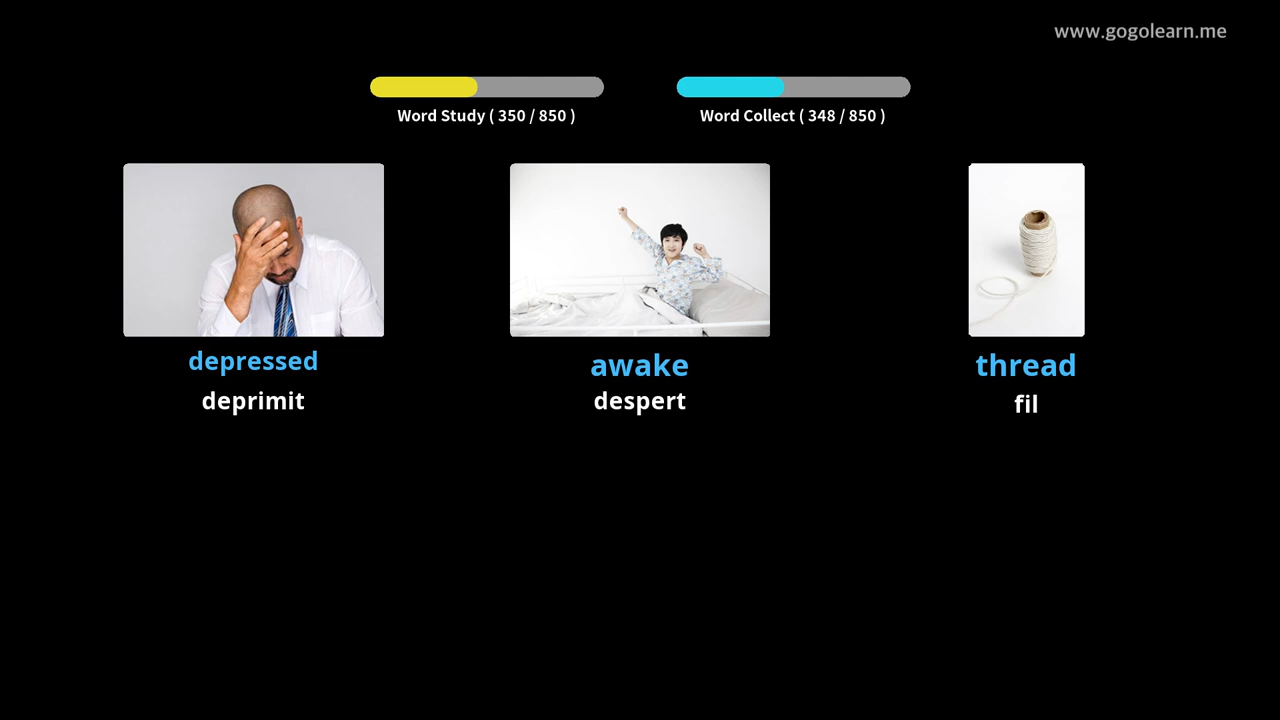 www.gogolearn.me
Word Study ( 350 / 850 )
Word Collect ( 348 / 850 )
depressed
deprimit
awake
despert
thread
fil